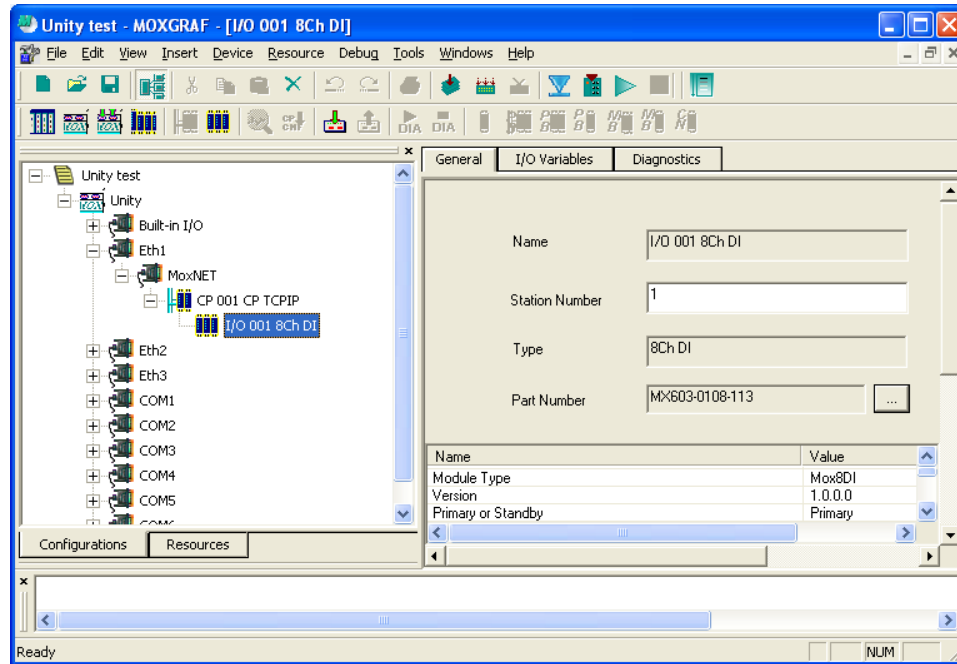 Unity test - MOXGRAF - [I/O 001 8Ch DI]
File Edit View Insert Device Resource Debug Tools Windows Help
DIA DIA
Unity test
Unity
Built-in I/O
Eth1
MoxNET
CP 001 CP TCPIP
I/O 001 8Ch DI
Eth2
Eth3
COM1
COM2
COM3
COM4
COM5
Configurations Resources
General I/O Variables Diagnostics
Name I/O 001 8Ch DI
Station Number 1
Type 8Ch DI
Part Number MX603-0108-113 ...
Name Value
Module Type Mox8DI
Version 1.0.0.0
Primary or Standby Primary
Ready NUM